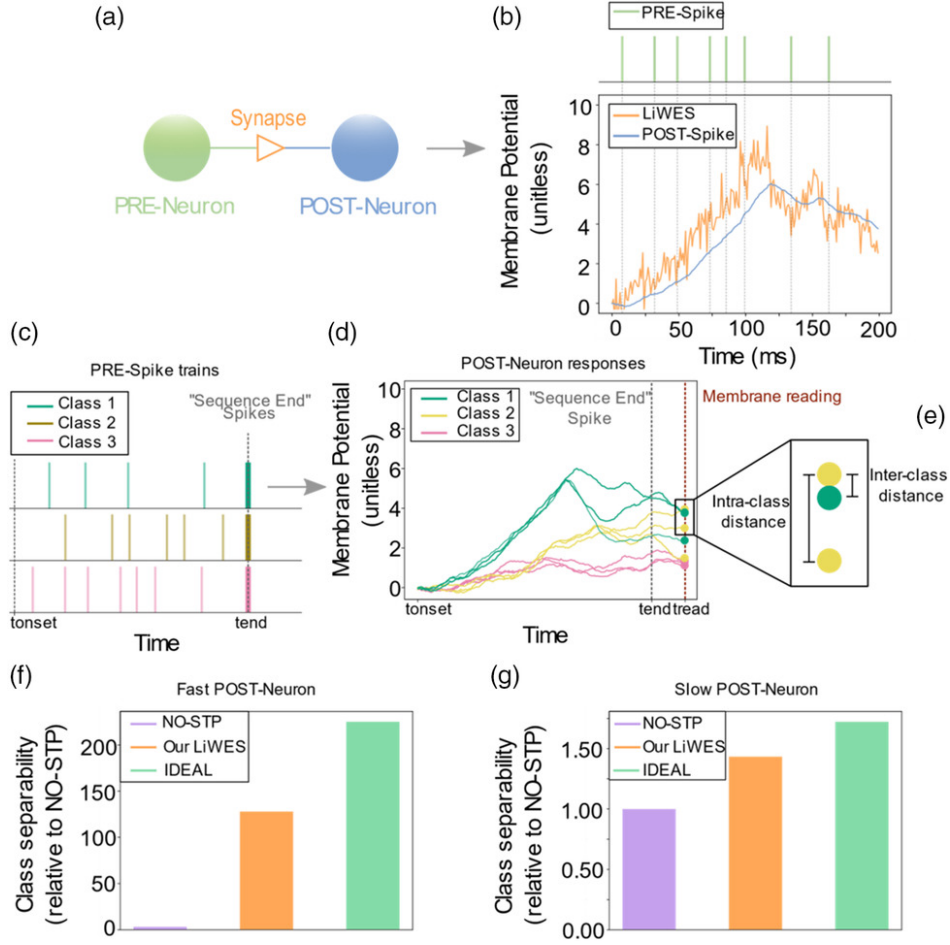 (a)
Synapse
PRE-Neuron
POST-Neuron
(b)
PRE-Spike
LiWES
POST-Spike
Membrane Potential
(unitless)
10
8
6
4
2
0
0
50
100
150
200
Time (ms)
(c)
PRE-Spike trains
Class 1
Class 2
Class 3
"Sequence End"
Spikes
tonset
tend
Time
(d)
POST-Neuron responses
Class 1
Class 2
Class 3
"Sequence End"
Spike
Membrane reading
Membrane Potential
(unitless)
10
8
6
4
2
0
tonset
tend
tread
Time
(e)
Intra-class
distance
Inter-class
distance
(f)
Fast POST-Neuron
NO-STP
Our LiWES
IDEAL
Class separability
(relative to NO-STP)
200
150
100
50
0
(g)
Slow POST-Neuron
NO-STP
Our LiWES
IDEAL
Class separability
(relative to NO-STP)
1.50
1.00
0.50
0.00